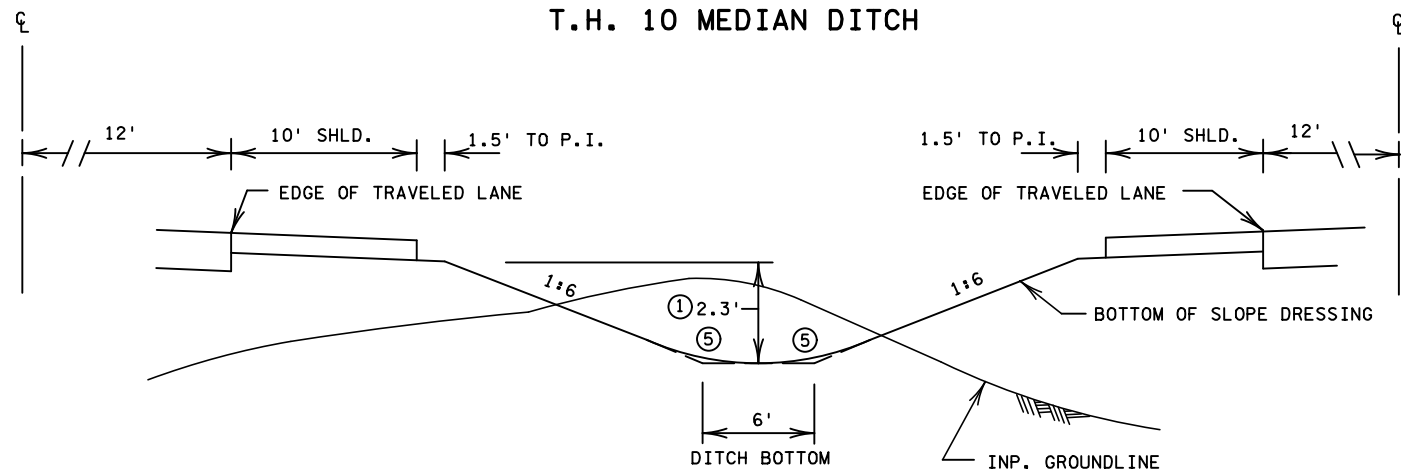 T.H. 10 MEDIAN DITCH
℄ ℄
12' 10' SHLD. 1.5' TO P.I. 1.5' TO P.I. 10' SHLD. 12'
EDGE OF TRAVELED LANE EDGE OF TRAVELED LANE
1:6 1:6
① 2.3'
BOTTOM OF SLOPE DRESSING
⑤ ⑤
6'
DITCH BOTTOM
INP. GROUNDLINE